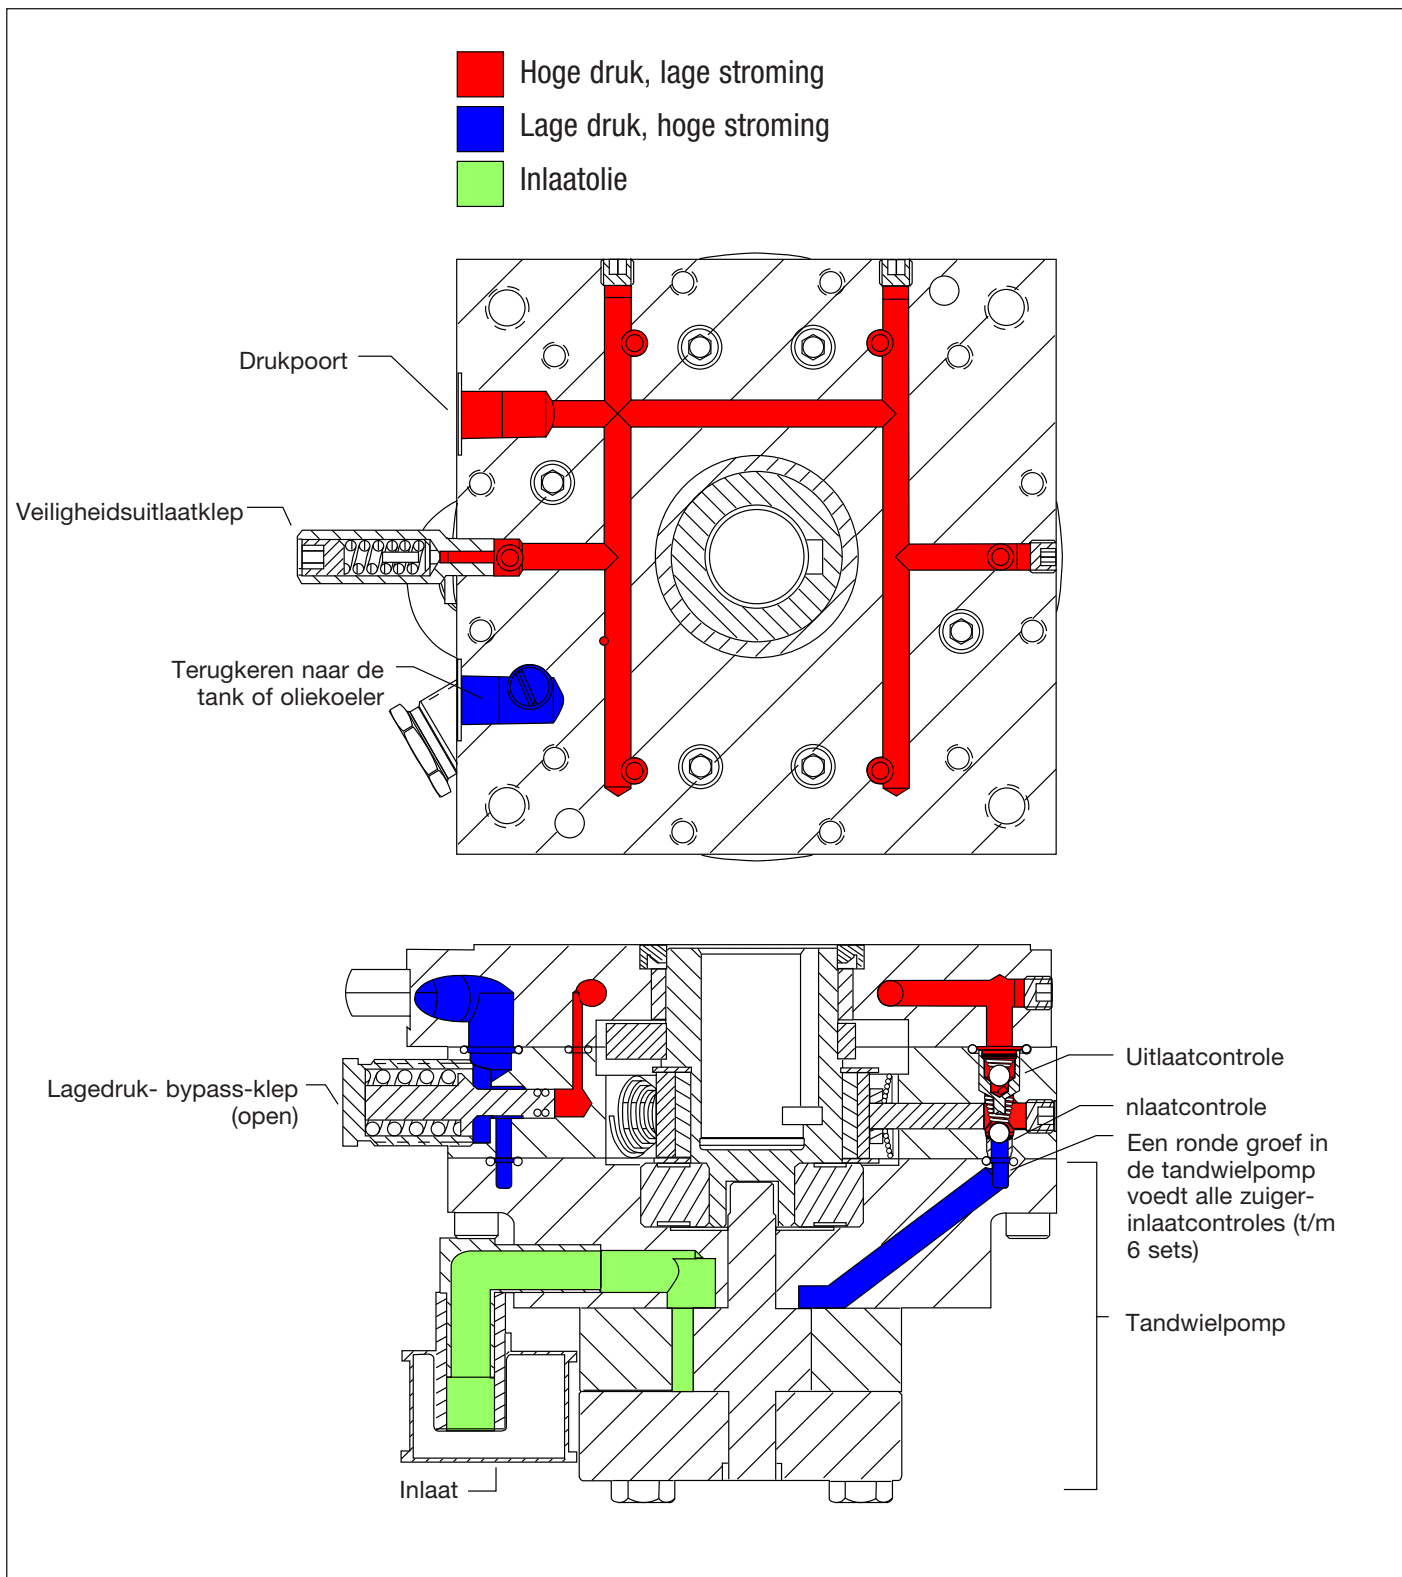 Hoge druk, lage stroming
Lage druk, hoge stroming
Inlaatolie
Drukpoort
Veiligheidsuitlaatklep
Terugkeren naar de
tank of oliekoeler
Lagedruk- bypass-klep
(open)
Uitlaatcontrole
nlaatcontrole
Een ronde groef in
de tandwielpomp
voedt alle zuiger-
inlaatcontroles (t/m
6 sets)
Tandwielpomp
Inlaat